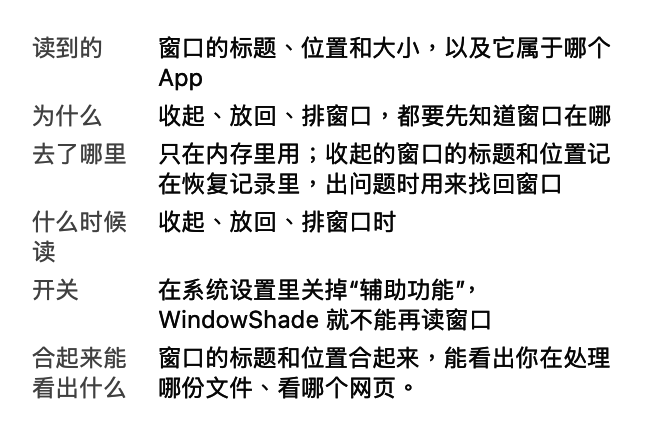 读到的 窗口的标题、位置和大小，以及它属于哪个
App
为什么 收起、放回、排窗口，都要先知道窗口在哪
去了哪里 只在内存里用；收起的窗口的标题和位置记
在恢复记录里，出问题时用来找回窗口
什么时候 收起、放回、排窗口时
读
开关 在系统设置里关掉“辅助功能”，
WindowShade 就不能再读窗口
合起来能 窗口的标题和位置合起来，能看出你在处理
看出什么 哪份文件、看哪个网页。